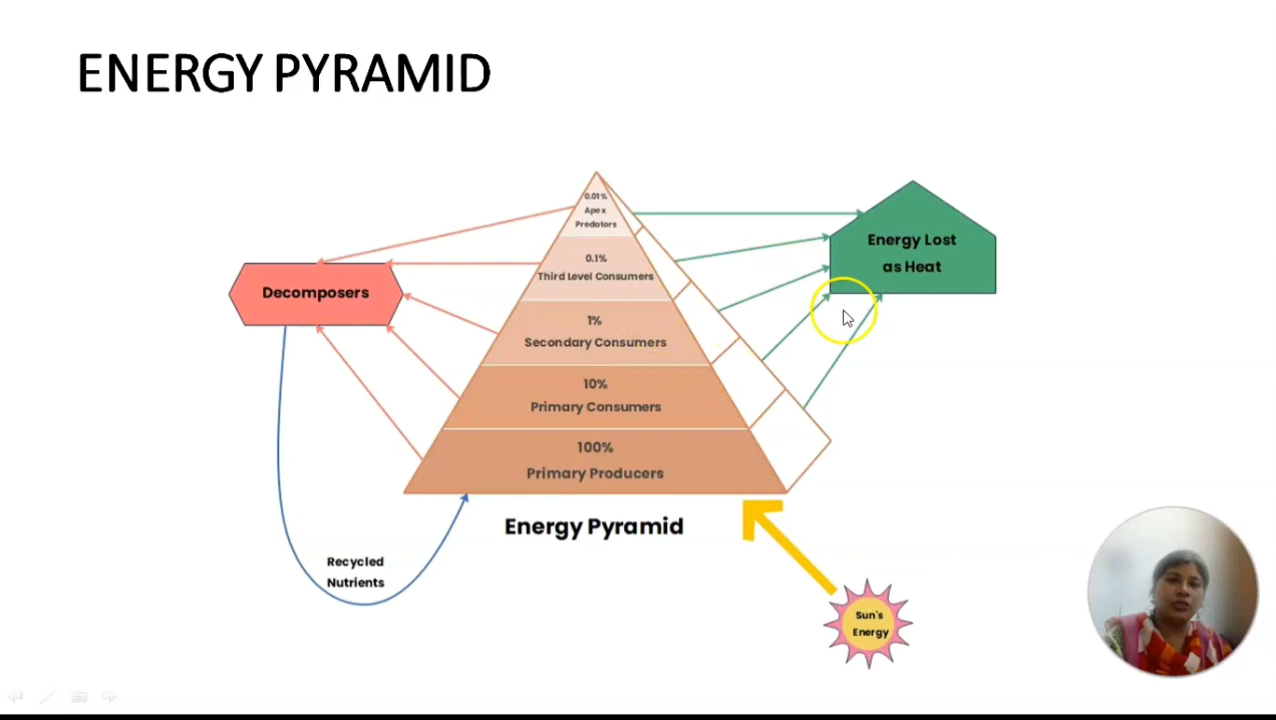 ENERGY PYRAMID
0.01%
Apex
Predators
0.1%
Third Level Consumers
1%
Secondary Consumers
10%
Primary Consumers
100%
Primary Producers
Energy Pyramid
Decomposers
Recycled
Nutrients
Energy Lost
as Heat
Sun's
Energy